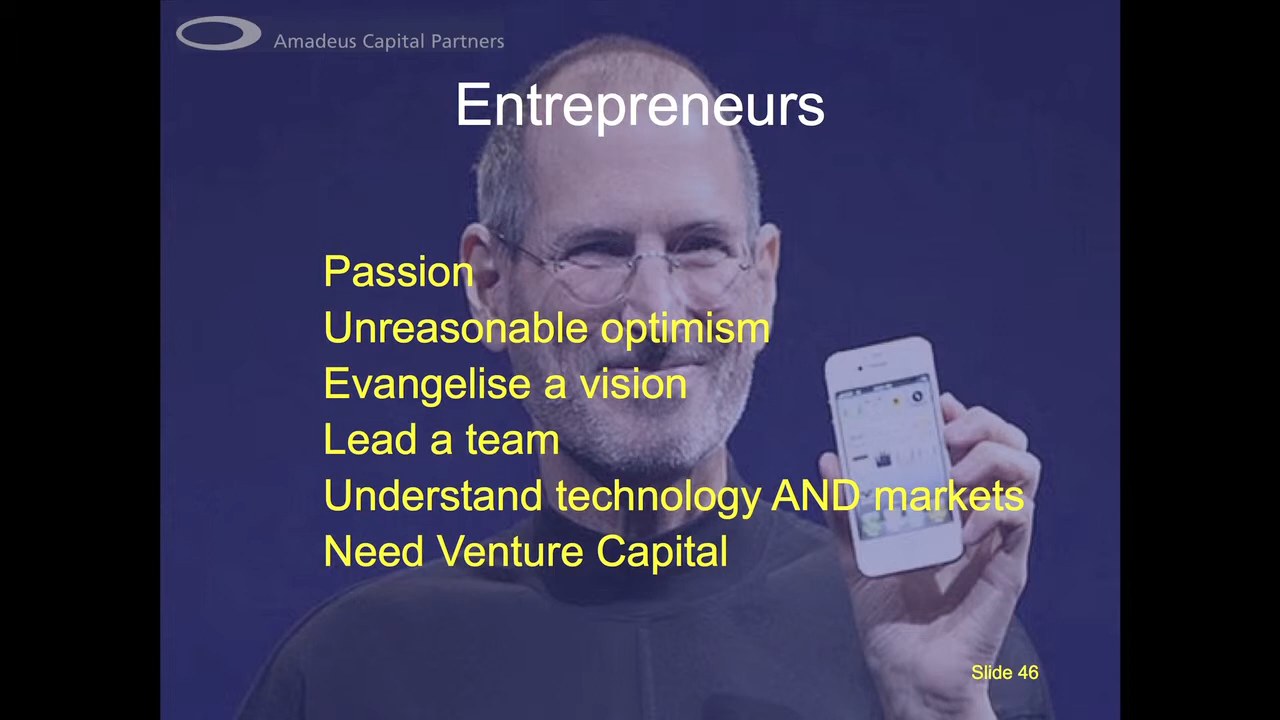 Amadeus Capital Partners
Entrepreneurs
Passion
Unreasonable optimism
Evangelise a vision
Lead a team
Understand technology AND markets
Need Venture Capital
Slide 46